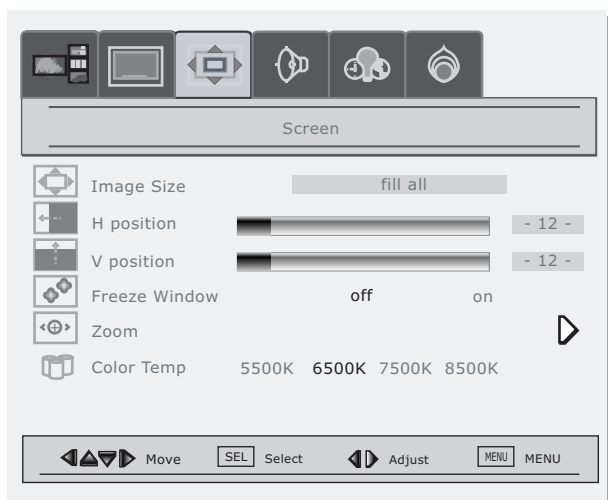 Screen
Image Size fill all
H position - 12 -
V position - 12 -
Freeze Window off on
Zoom
Color Temp 5500K 6500K 7500K 8500K
Move SEL Select Adjust MENU MENU